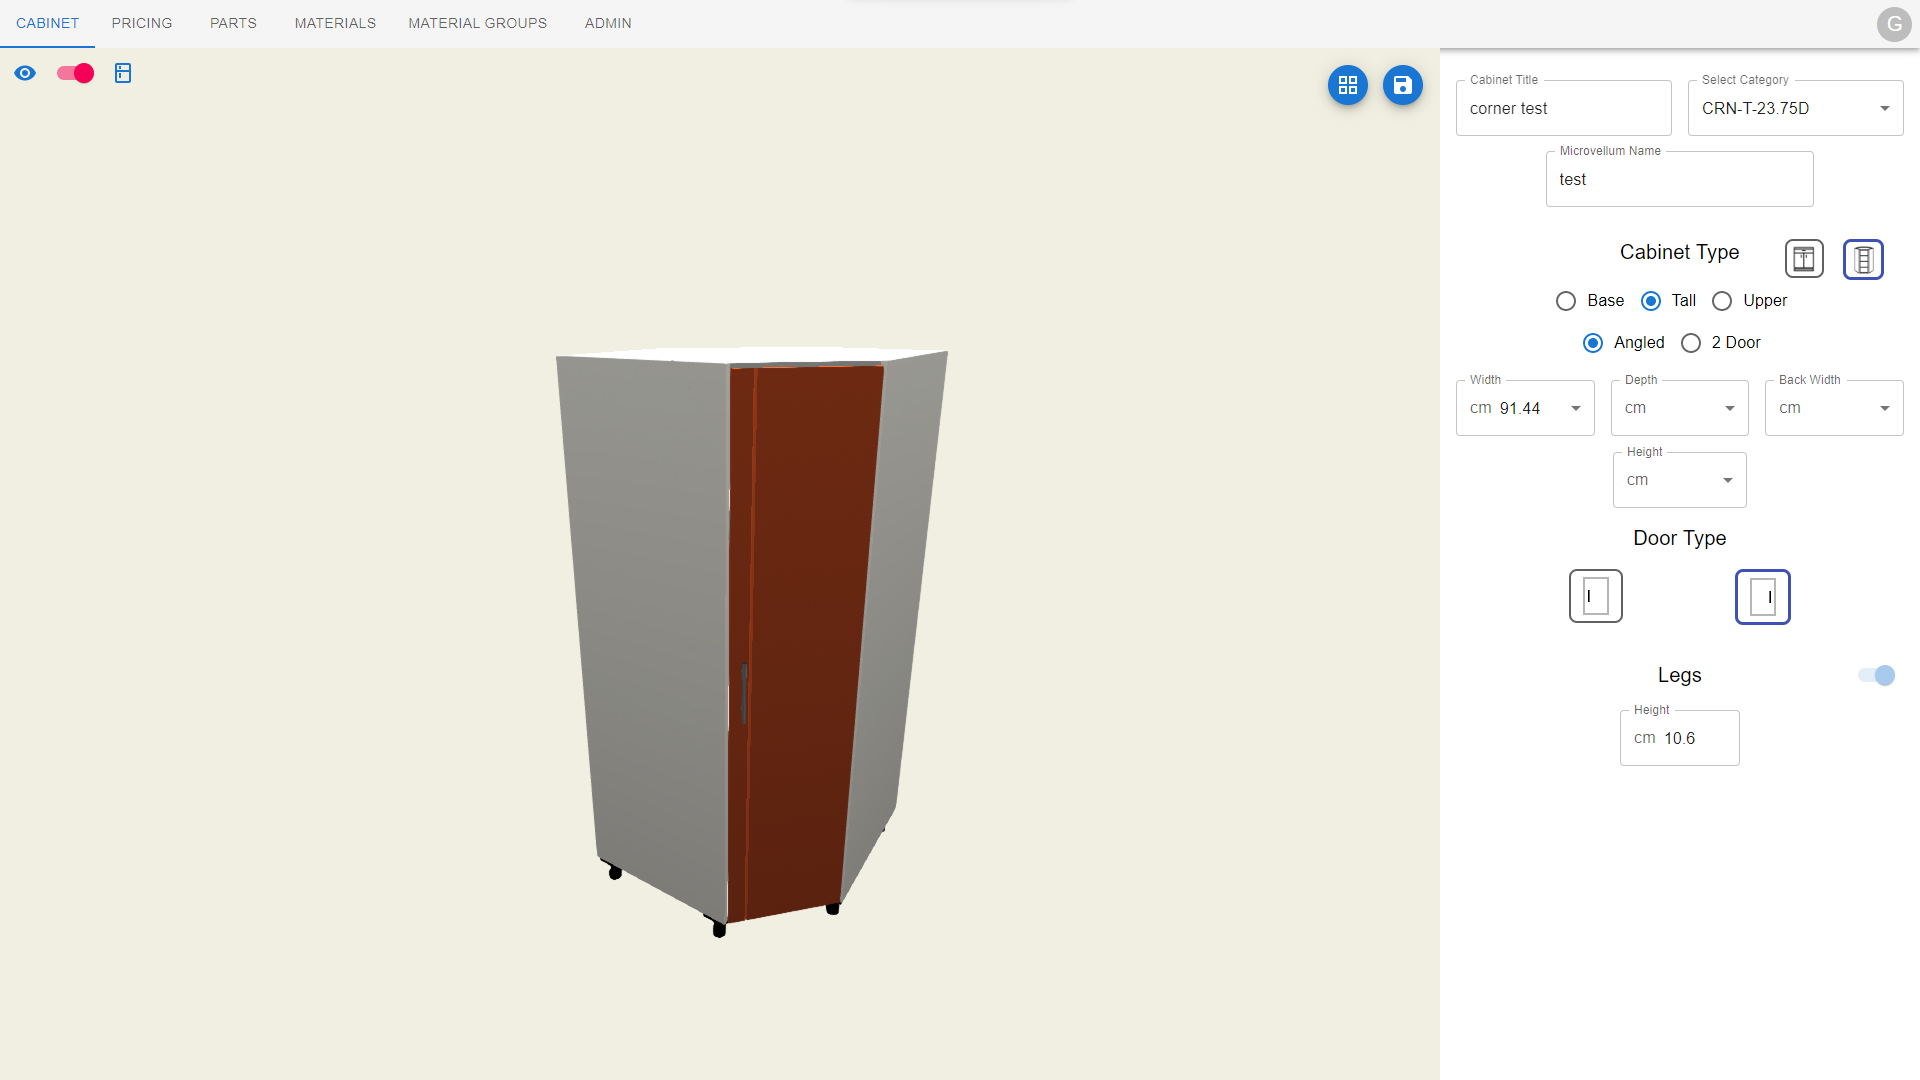 CABINET PRICING PARTS MATERIALS MATERIAL GROUPS ADMIN G
Cabinet Title
corner test
Select Category
CRN-T-23.75D
Microvellum Name
test
Cabinet Type
Base Tall Upper
Angled 2 Door
Width
cm 91.44
Depth
cm
Back Width
cm
Height
cm
Door Type
Legs
Height
cm 10.6